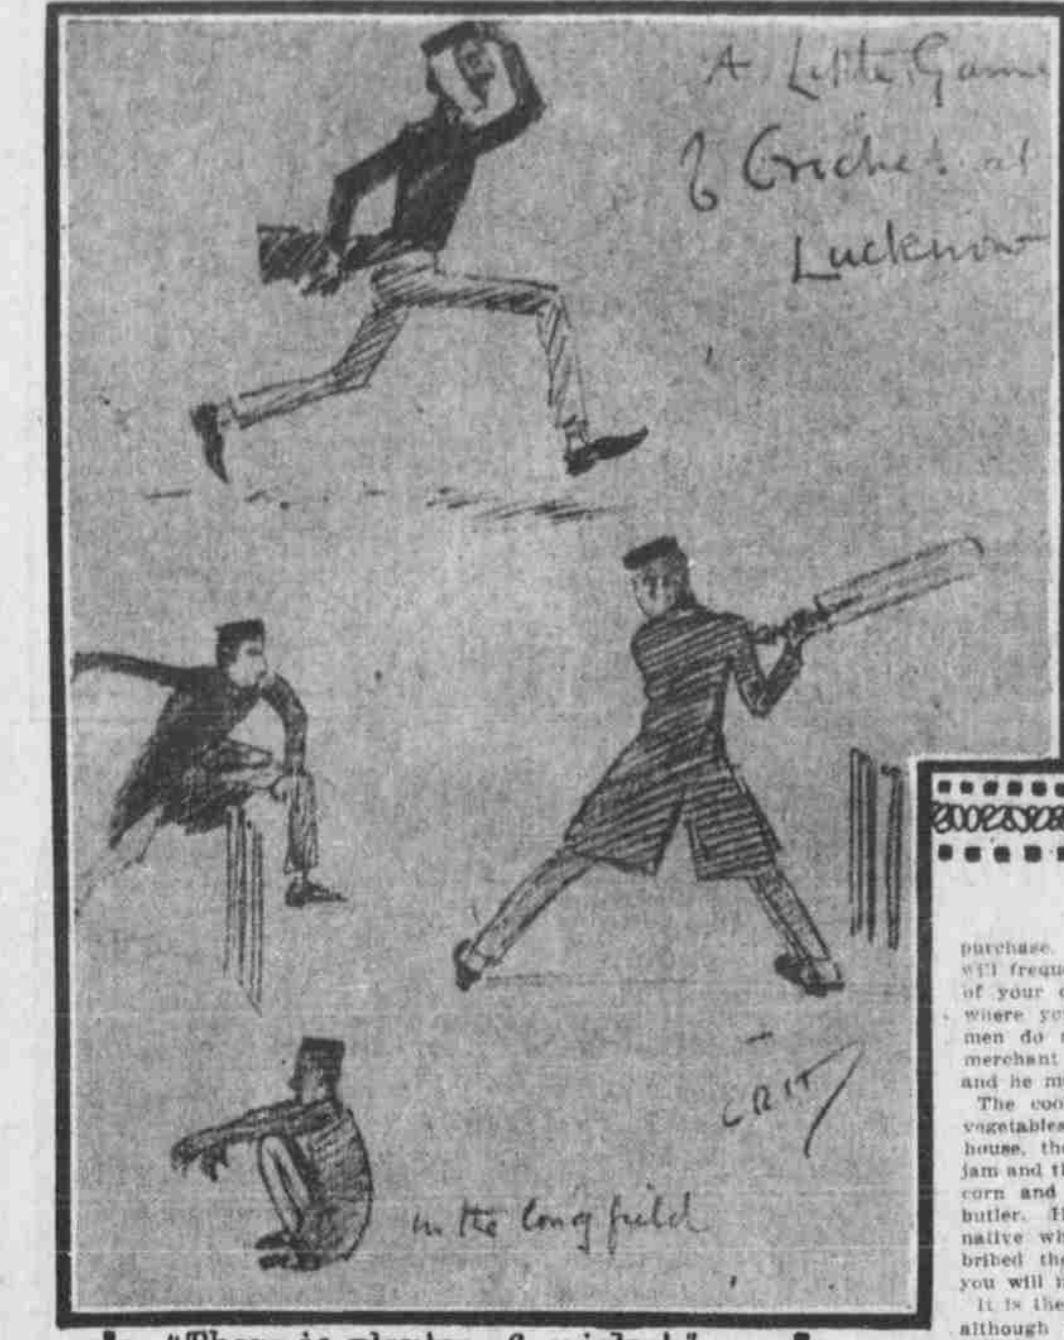 A Little Game
of Cricket at
Lucknow
in the long field
CRIT
purchase.
will frequ
of your
where yo
men do
merchant
and he m
The coo
vegetables
house, the
jam and th
corn and
butler. H
native wh
bribed the
you will n
It is the
although